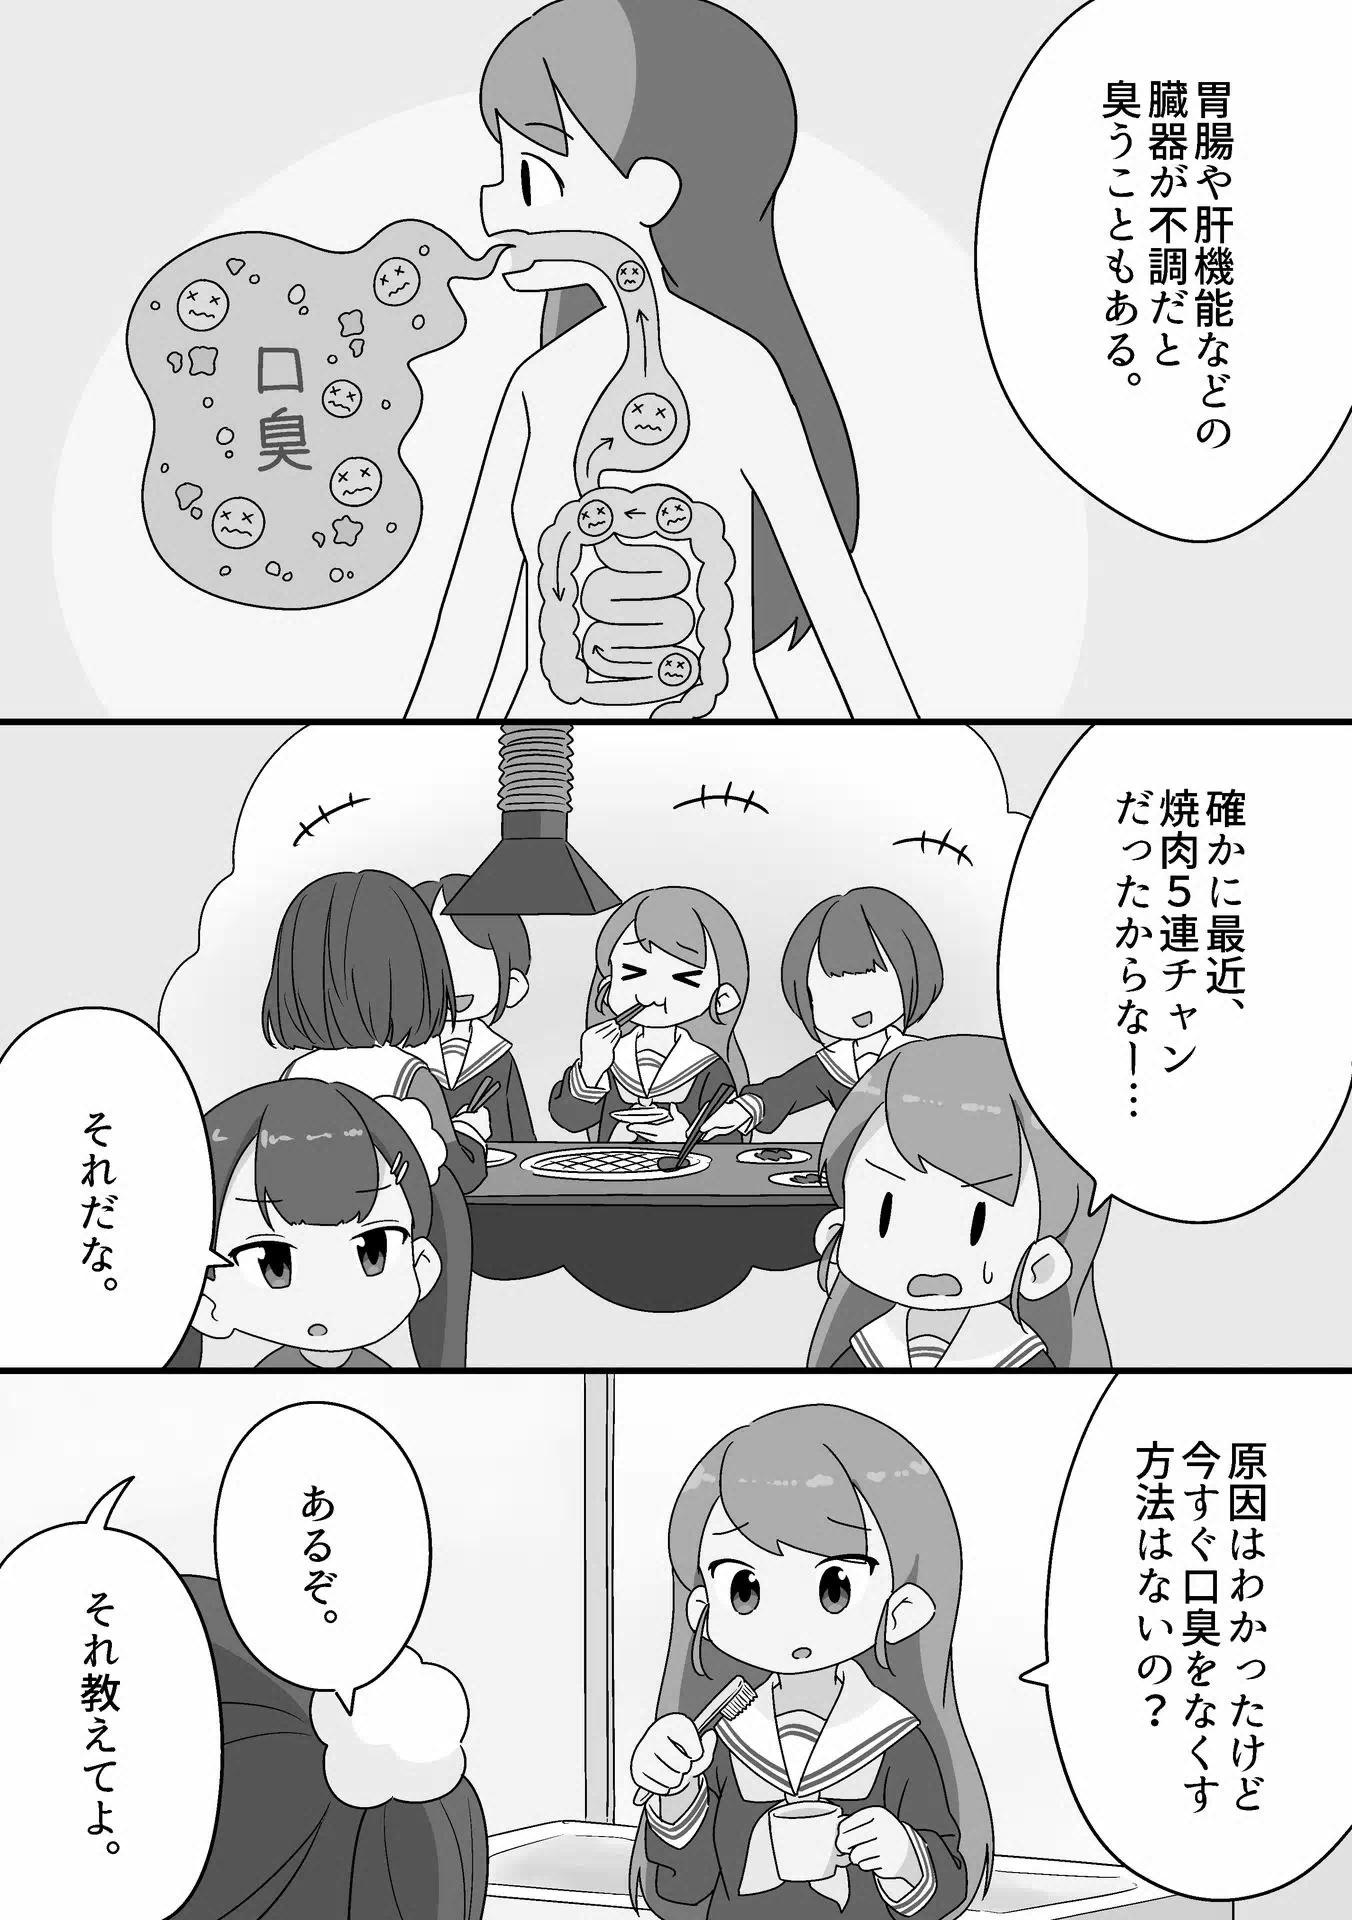 胃腸や肝機能などの
臓器が不調だと
臭うこともある。
口臭
確かに最近、
焼肉5連チャン
だったからなー…
それだな。
原因はわかったけど
今すぐ口臭をなくす
方法はないの?
あるぞ。
それ教えてよ。